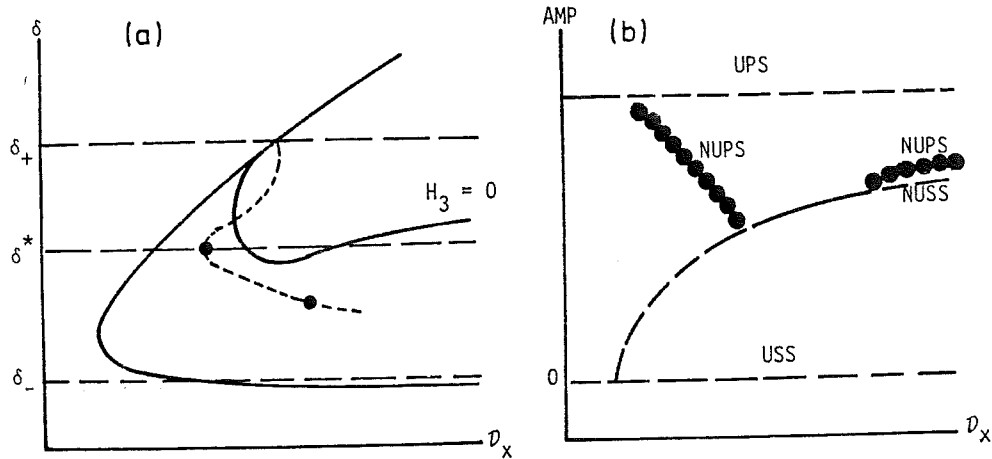 δ
(a)
δ+
H3 = 0
δ*
δ-
Dx
AMP
(b)
UPS
NUPS
NUPS
NUSS
USS
0
Dx